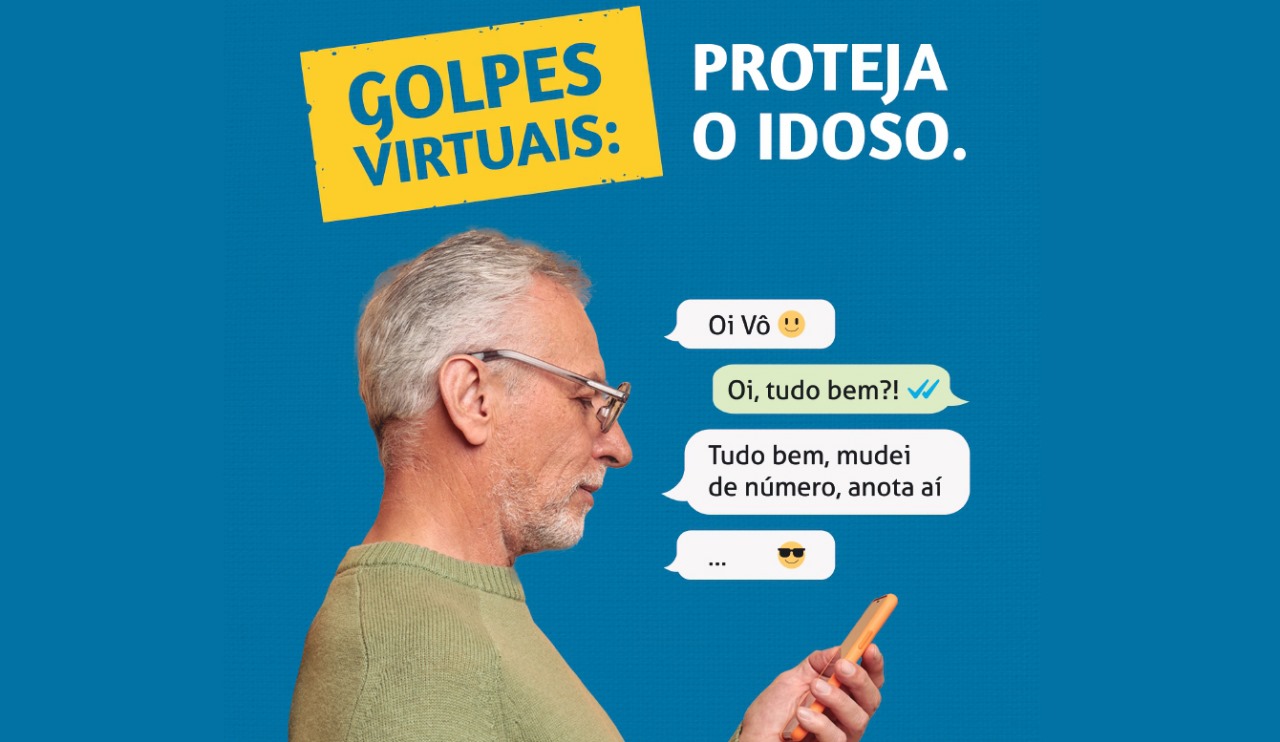 GOLPES
VIRTUAIS:
PROTEJA
O IDOSO.
Oi Vô 🙂
Oi, tudo bem?!
Tudo bem, mudei
de número, anota aí
... 😎